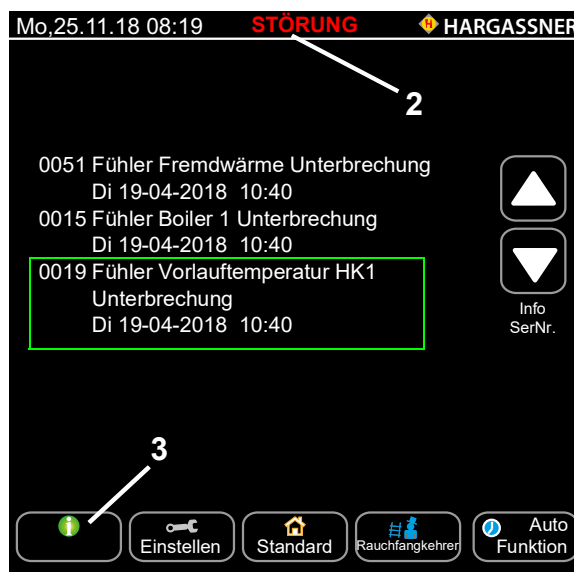 Mo,25.11.18 08:19 STÖRUNG H HARGASSNER
2
0051 Fühler Fremdwärme Unterbrechung
Di 19-04-2018 10:40
0015 Fühler Boiler 1 Unterbrechung
Di 19-04-2018 10:40
0019 Fühler Vorlauftemperatur HK1
Unterbrechung
Di 19-04-2018 10:40
Info
SerNr.
3
i
Einstellen
Standard
Rauchfangkehrer
Auto
Funktion